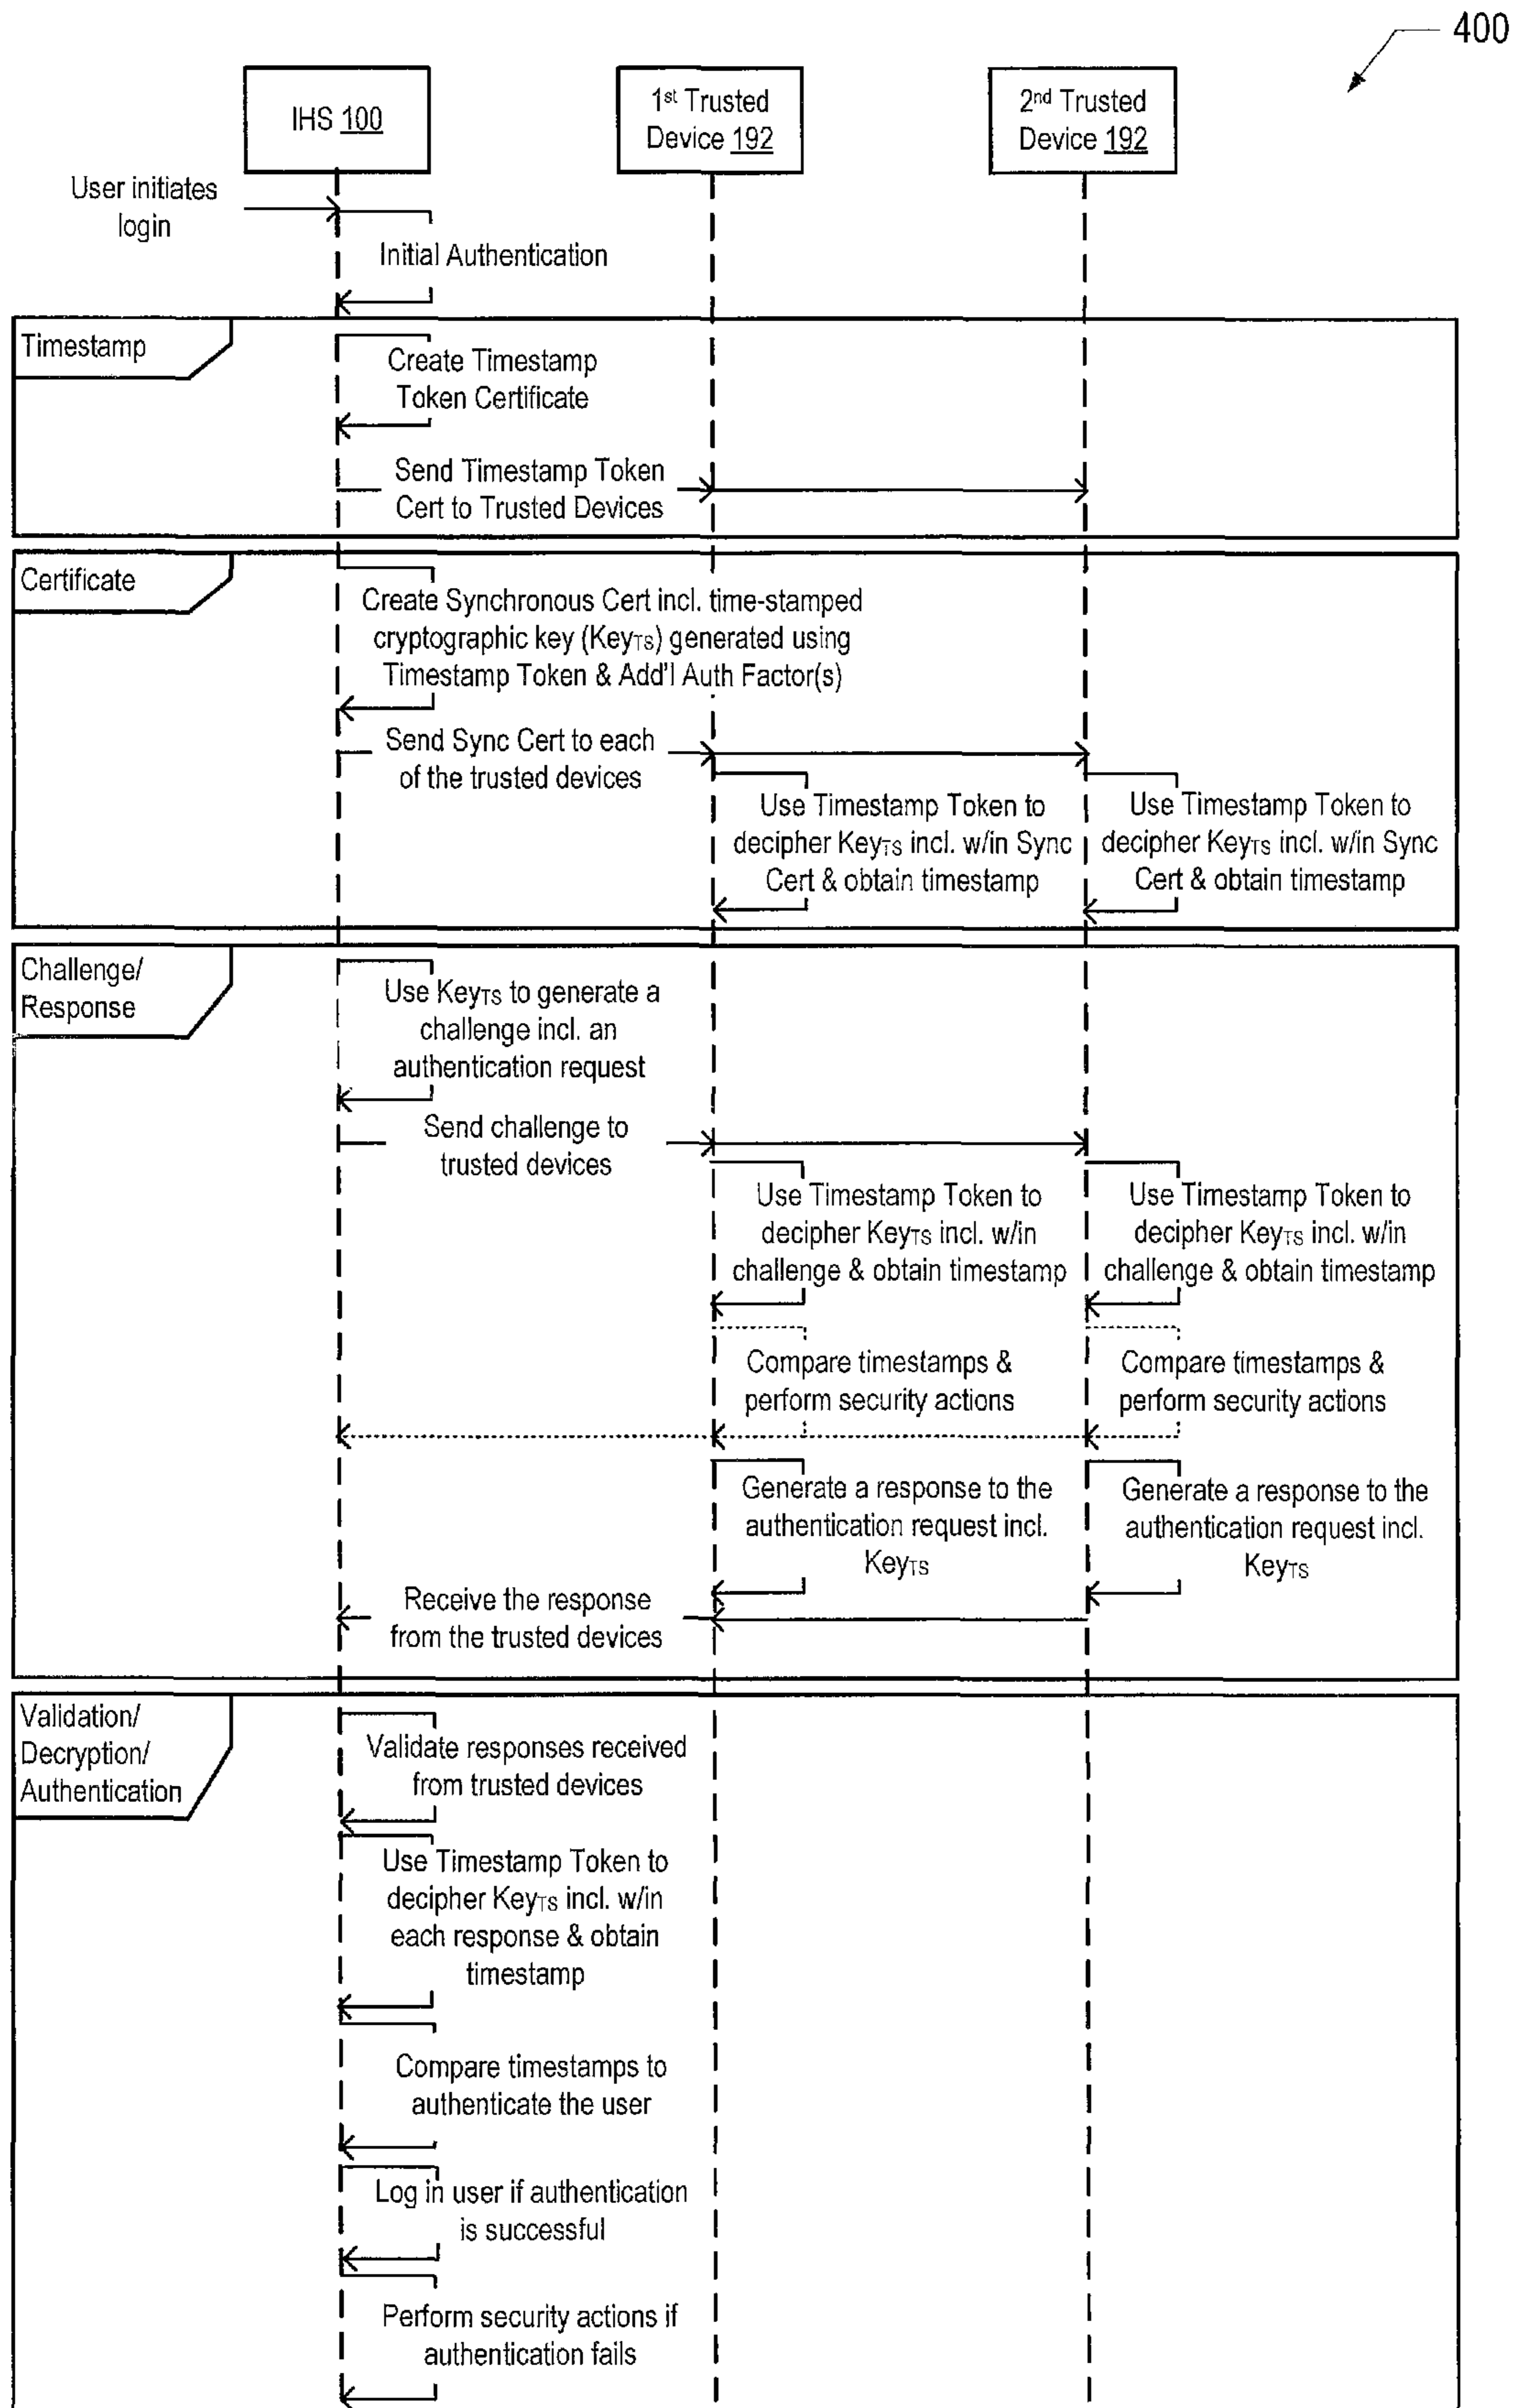 400
IHS 100
1st Trusted
Device 192
2nd Trusted
Device 192
User initiates
login
Initial Authentication
Timestamp
Create Timestamp
Token Certificate
Send Timestamp Token
Cert to Trusted Devices
Certificate
Create Synchronous Cert incl. time-stamped
cryptographic key (KeyTS) generated using
Timestamp Token & Add'l Auth Factor(s)
Send Sync Cert to each
of the trusted devices
Use Timestamp Token to
decipher KeyTS incl. w/in Sync
Cert & obtain timestamp
Use Timestamp Token to
decipher KeyTS incl. w/in Sync
Cert & obtain timestamp
Challenge/
Response
Use KeyTS to generate a
challenge incl. an
authentication request
Send challenge to
trusted devices
Use Timestamp Token to
decipher KeyTS incl. w/in
challenge & obtain timestamp
Use Timestamp Token to
decipher KeyTS incl. w/in
challenge & obtain timestamp
Compare timestamps &
perform security actions
Compare timestamps &
perform security actions
Generate a response to the
authentication request incl.
KeyTS
Generate a response to the
authentication request incl.
KeyTS
Receive the response
from the trusted devices
Validation/
Decryption/
Authentication
Validate responses received
from trusted devices
Use Timestamp Token to
decipher KeyTS incl. w/in
each response & obtain
timestamp
Compare timestamps to
authenticate the user
Log in user if authentication
is successful
Perform security actions if
authentication fails